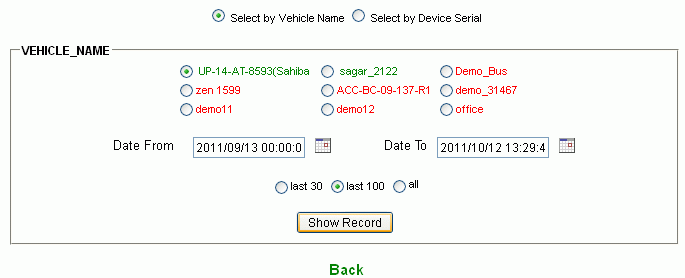 Select by Vehicle Name Select by Device Serial
VEHICLE_NAME
UP-14-AT-8593(Sahiba sagar_2122 Demo_Bus
zen 1599 ACC-BC-09-137-R1 demo_31467
demo11 demo12 office
Date From 2011/09/13 00:00:0 Date To 2011/10/12 13:29:4
last 30 last 100 all
Show Record
Back